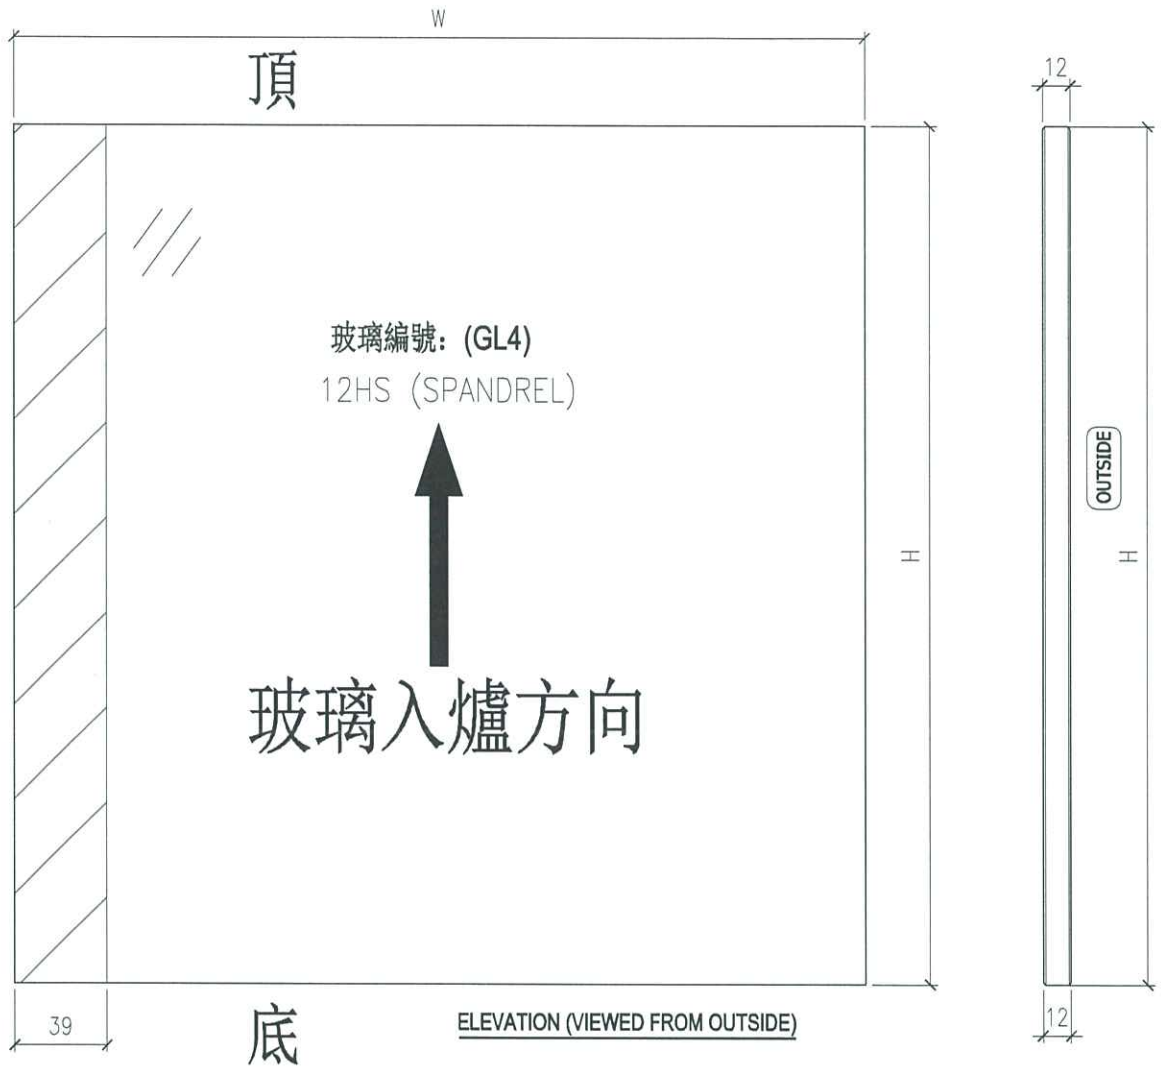 W
頂
12
玻璃編號：(GL4)
12HS (SPANDREL)
OUTSIDE
H
H
玻璃入爐方向
39
底
ELEVATION (VIEWED FROM OUTSIDE)
12